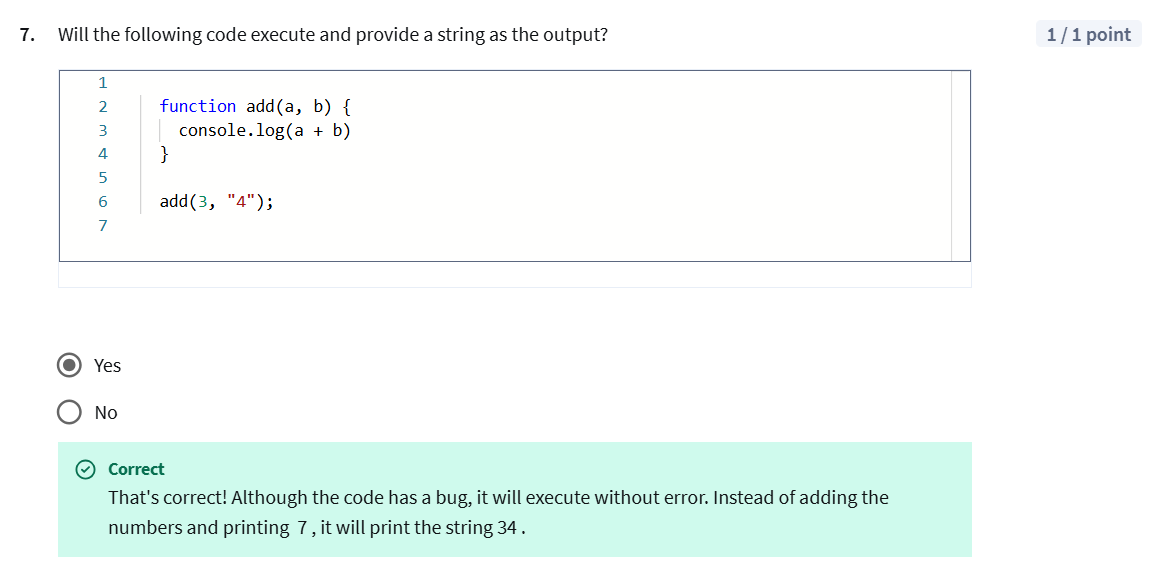 7. Will the following code execute and provide a string as the output?
1 / 1 point
1
2 function add(a, b) {
3 console.log(a + b)
4 }
5
6 add(3, "4");
7
Yes
No
Correct
That's correct! Although the code has a bug, it will execute without error. Instead of adding the
numbers and printing 7 , it will print the string 34 .